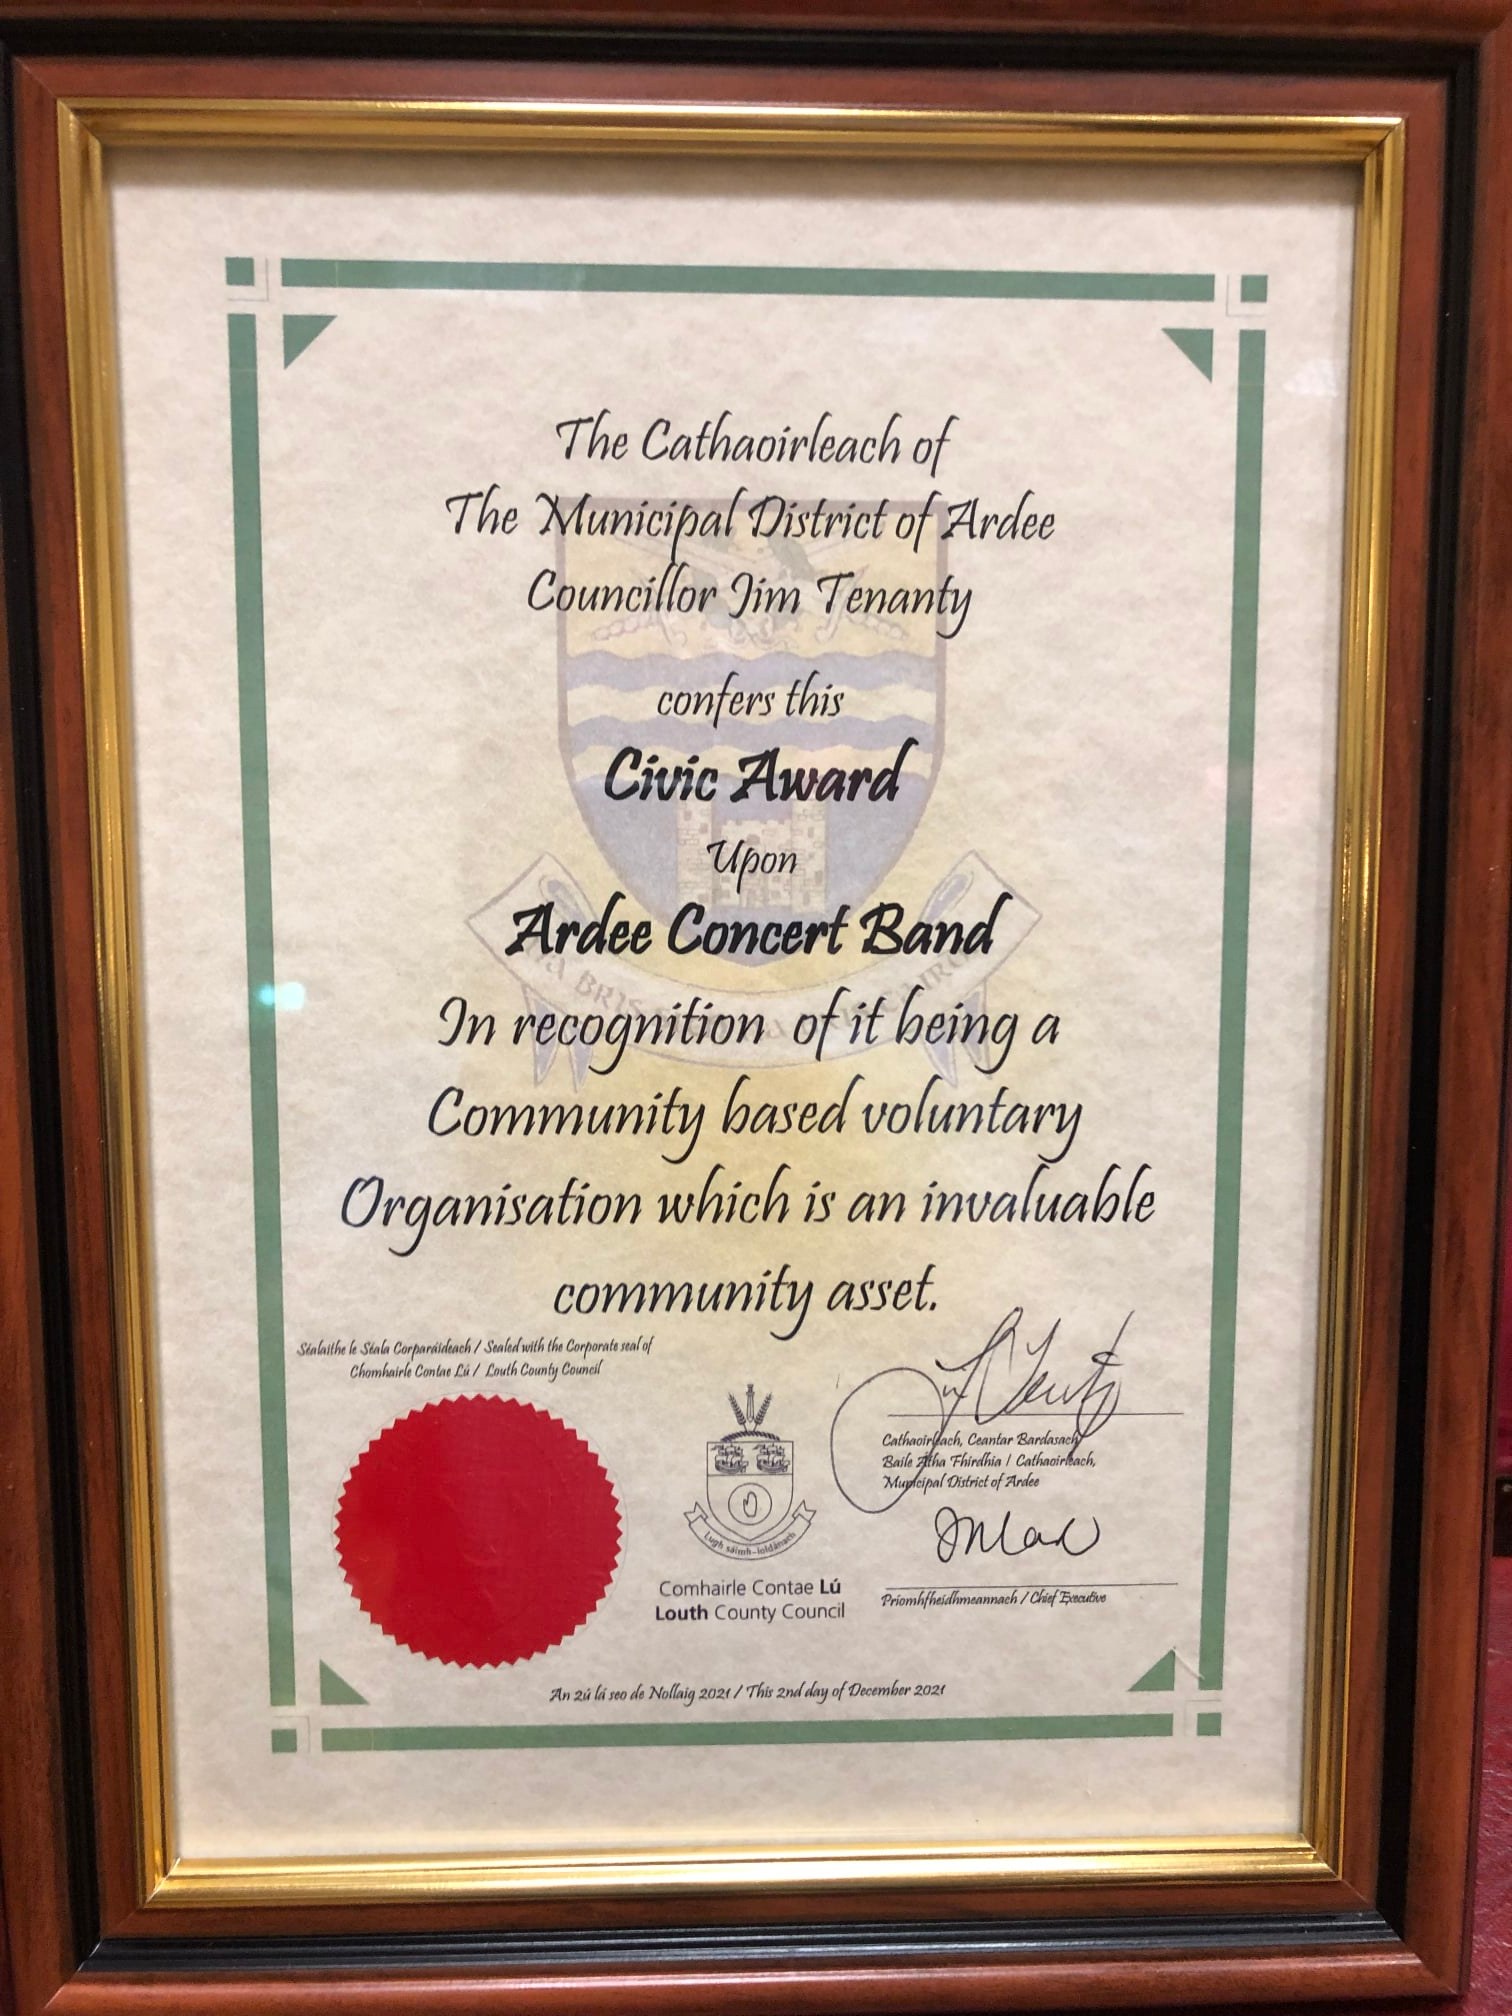 The Cathaoirleach of
The Municipal District of Ardee
Councillor Jim Tenanty
confers this
Civic Award
Upon
Ardee Concert Band
In recognition of it being a
Community based voluntary
Organisation which is an invaluable
community asset.
Séalaithe le Séala Corparáideach / Sealed with the Corporate seal of
Chomhairle Contae Lú / Louth County Council
Cathaoirleach, Ceantar Bardasach
Baile Átha Fhirdhia / Cathaoirleach,
Municipal District of Ardee
Lugh sáimh-ioldánach
Comhairle Contae Lú
Louth County Council
Príomhfheidhmeannach / Chief Executive
An 2ú lá seo de Nollaig 2021 / This 2nd day of December 2021